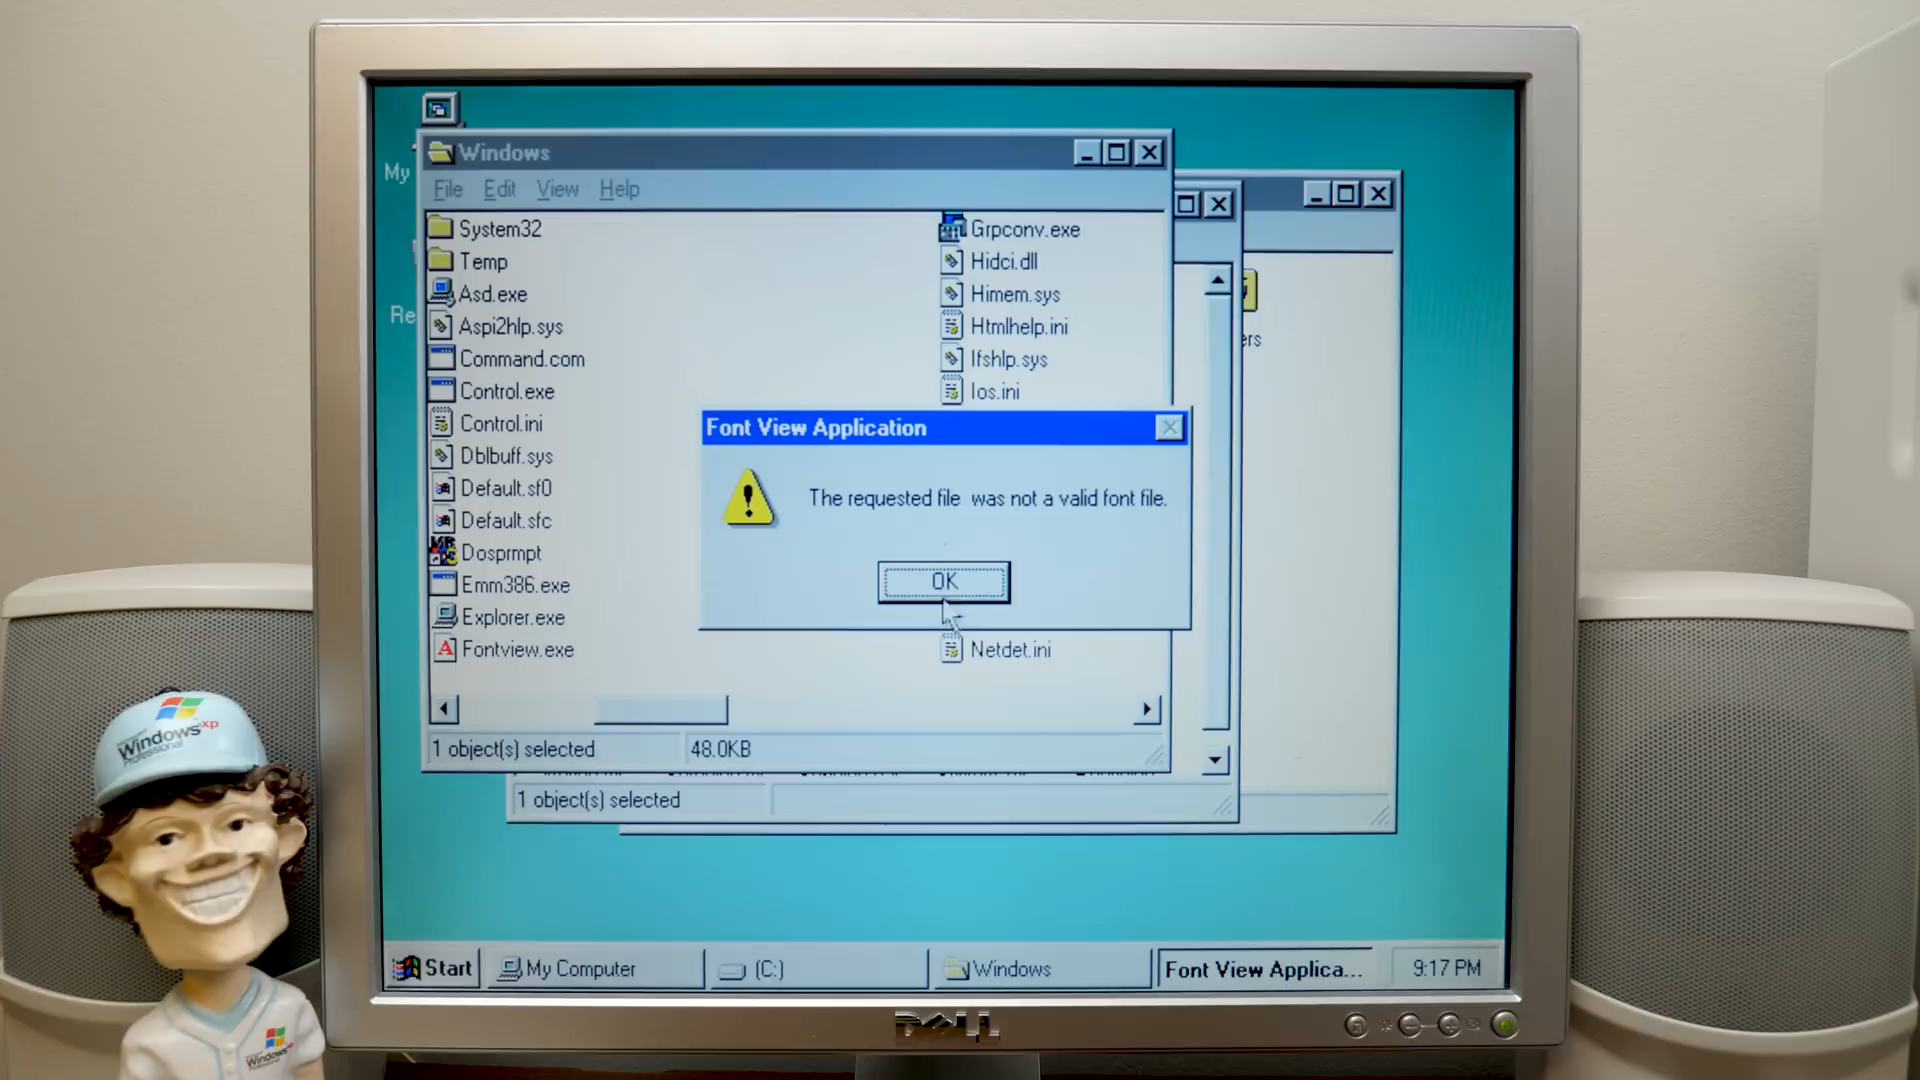 Windows
File Edit View Help
My
Re
System32
Temp
Asd.exe
Aspi2hlp.sys
Command.com
Control.exe
Control.ini
Dblbuff.sys
Default.sf0
Default.sfc
Dosprmpt
Emm386.exe
Explorer.exe
Fontview.exe
Grpconv.exe
Hidci.dll
Himem.sys
Htmlhelp.ini
Ifshlp.sys
Ios.ini
Netdet.ini
ers
Font View Application
The requested file  was not a valid font file.
OK
1 object(s) selected 48.0KB
1 object(s) selected
Start My Computer (C:) Windows Font View Applica... 9:17 PM
DELL
Windows xp
Professional
Windows